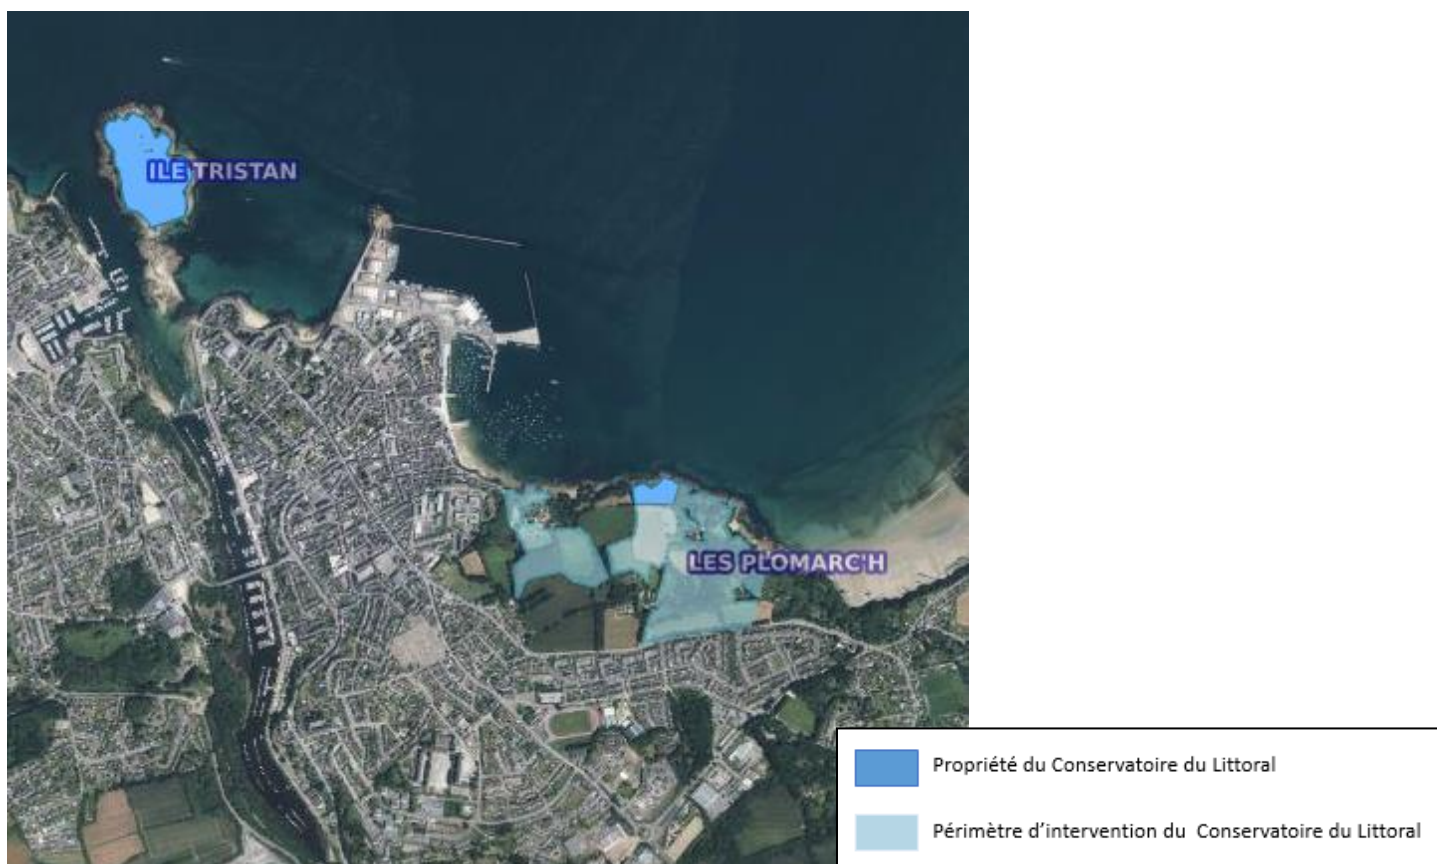 ILE TRISTAN
LES PLOMARC'H
Propriété du Conservatoire du Littoral
Périmètre d'intervention du  Conservatoire du Littoral